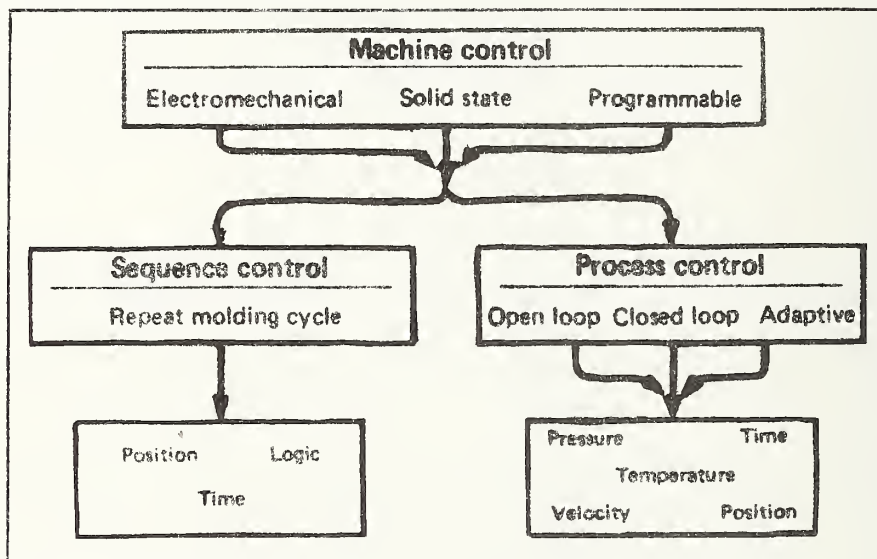 Machine control
Electromechanical Solid state Programmable
Sequence control
Repeat molding cycle
Process control
Open loop Closed loop Adaptive
Position Logic
Time
Pressure Time
Temperature
Velocity Position